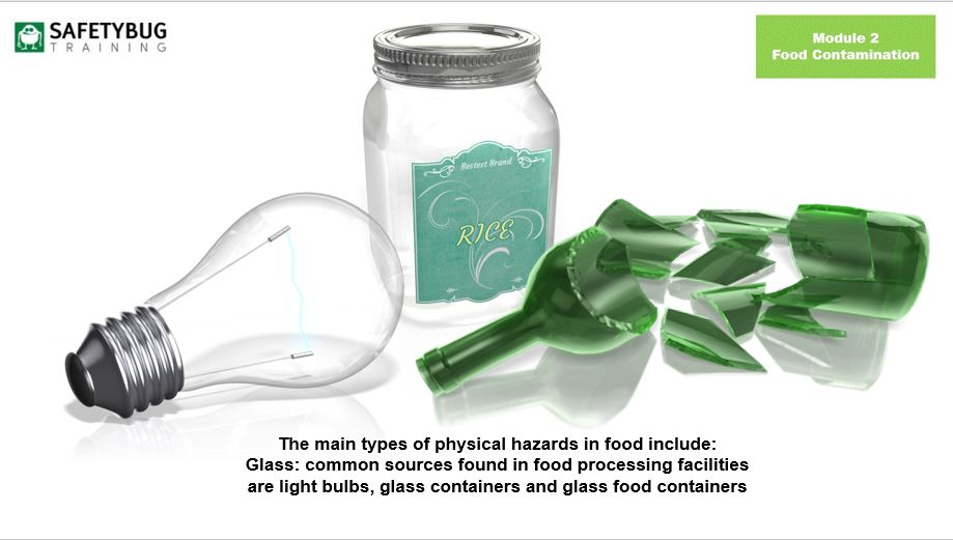 SAFETYBUG
TRAINING
Module 2
Food Contamination
Bestest Brand
RICE
The main types of physical hazards in food include:
Glass: common sources found in food processing facilities
are light bulbs, glass containers and glass food containers